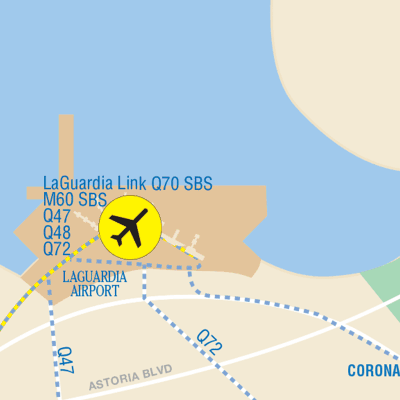 LaGuardia Link Q70 SBS
M60 SBS
Q47
Q48
Q72
LAGUARDIA
AIRPORT
Q47
Q72
CORONA
ASTORIA BLVD